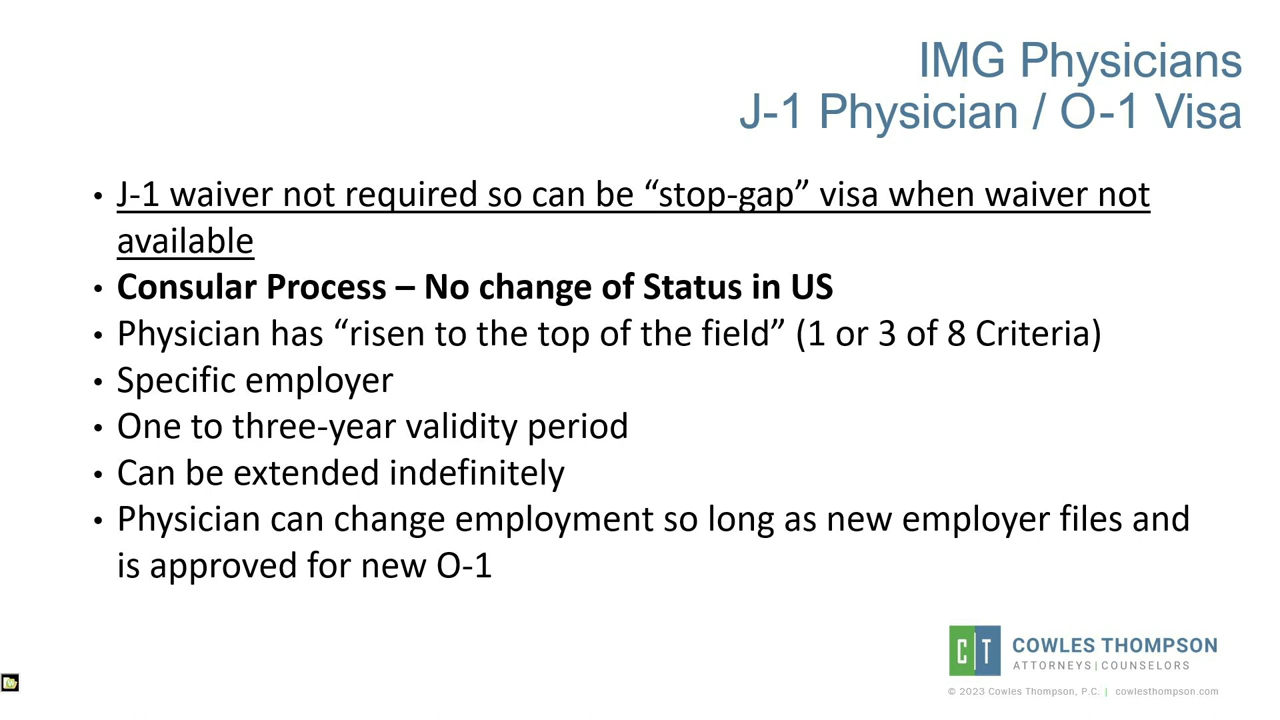 IMG Physicians
J-1 Physician / O-1 Visa
• J-1 waiver not required so can be “stop-gap” visa when waiver not
available
• Consular Process – No change of Status in US
• Physician has “risen to the top of the field” (1 or 3 of 8 Criteria)
• Specific employer
• One to three-year validity period
• Can be extended indefinitely
• Physician can change employment so long as new employer files and
is approved for new O-1
C T
COWLES THOMPSON
ATTORNEYS | COUNSELORS
© 2023 Cowles Thompson, P.C. | cowlesthompson.com